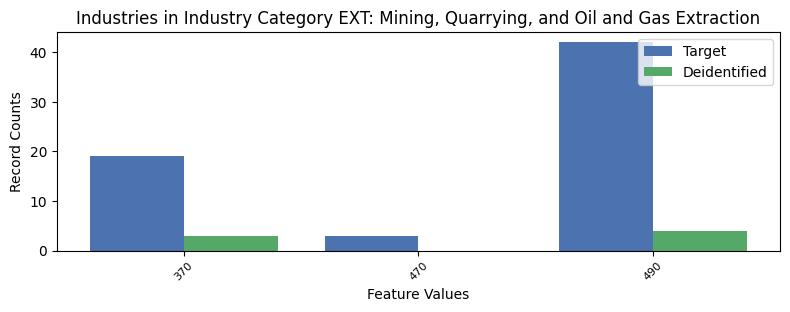 Industries in Industry Category EXT: Mining, Quarrying, and Oil and Gas Extraction
Target
Deidentified
Record Counts
40
30
20
10
0
370
470
490
Feature Values